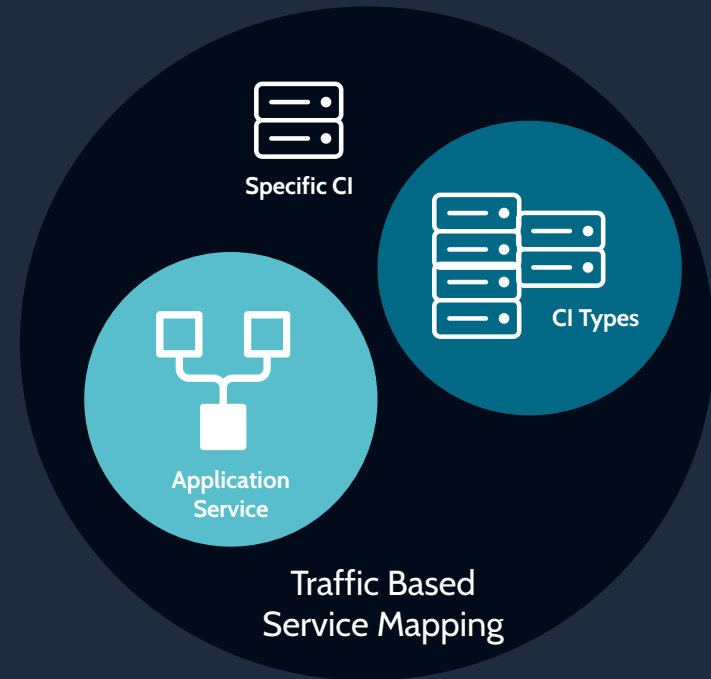 Specific CI
CI Types
Application
Service
Traffic Based
Service Mapping